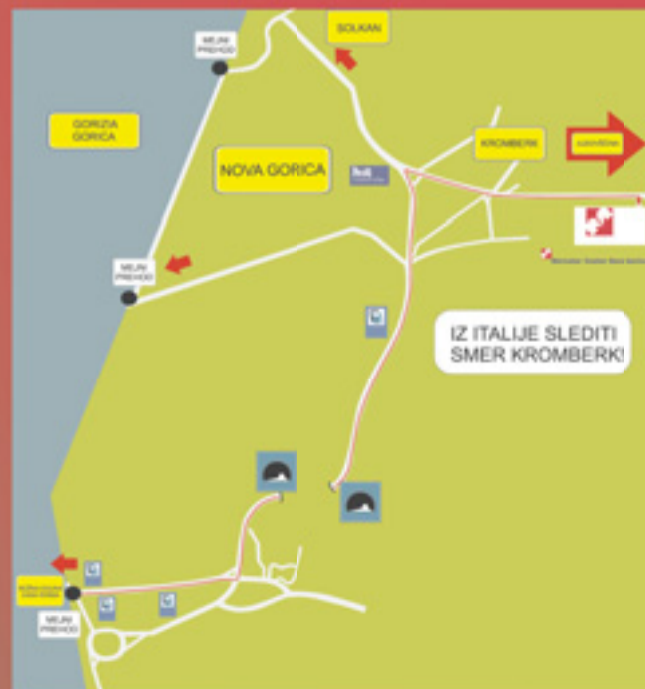 SOLKAN
MEJNI
PREHOD
GORIZIA
GORICA
KROMBERK
NOVA GORICA
MEJNI
PREHOD
IZ ITALIJE SLEDITI
SMER KROMBERK!
MEJNI
PREHOD